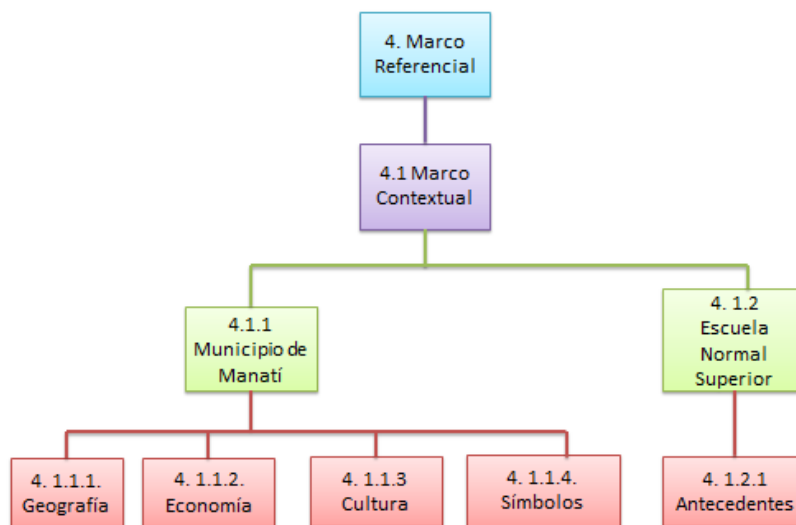 4. Marco
Referencial
4.1 Marco
Contextual
4.1.1
Municipio de
Manatí
4. 1.2
Escuela
Normal
Superior
4. 1.1.1.
Geografía
4. 1.1.2.
Economía
4. 1.1.3
Cultura
4. 1.1.4.
Símbolos
4. 1.2.1
Antecedentes